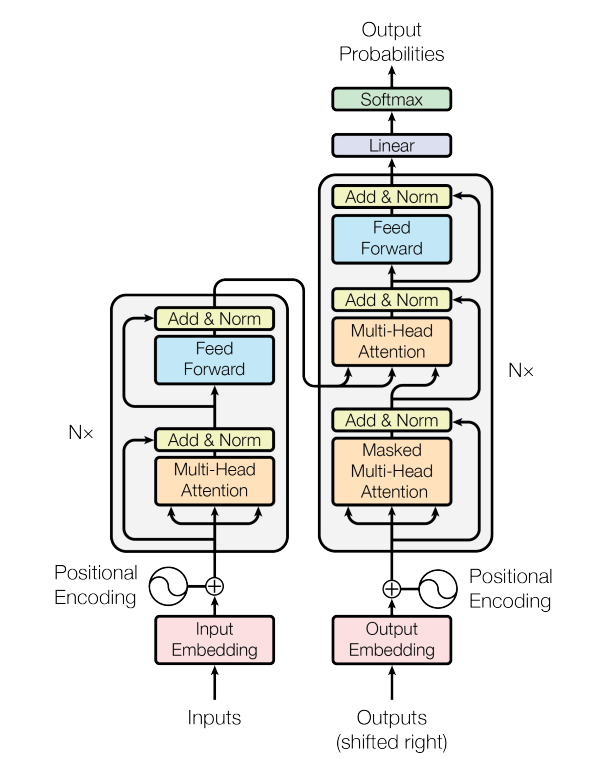 Output
Probabilities
Softmax
Linear
Add & Norm
Feed
Forward
Add & Norm
Multi-Head
Attention
Add & Norm
Masked
Multi-Head
Attention
N×
Positional
Encoding
Output
Embedding
Outputs
(shifted right)
Add & Norm
Feed
Forward
Add & Norm
Multi-Head
Attention
N×
Positional
Encoding
Input
Embedding
Inputs